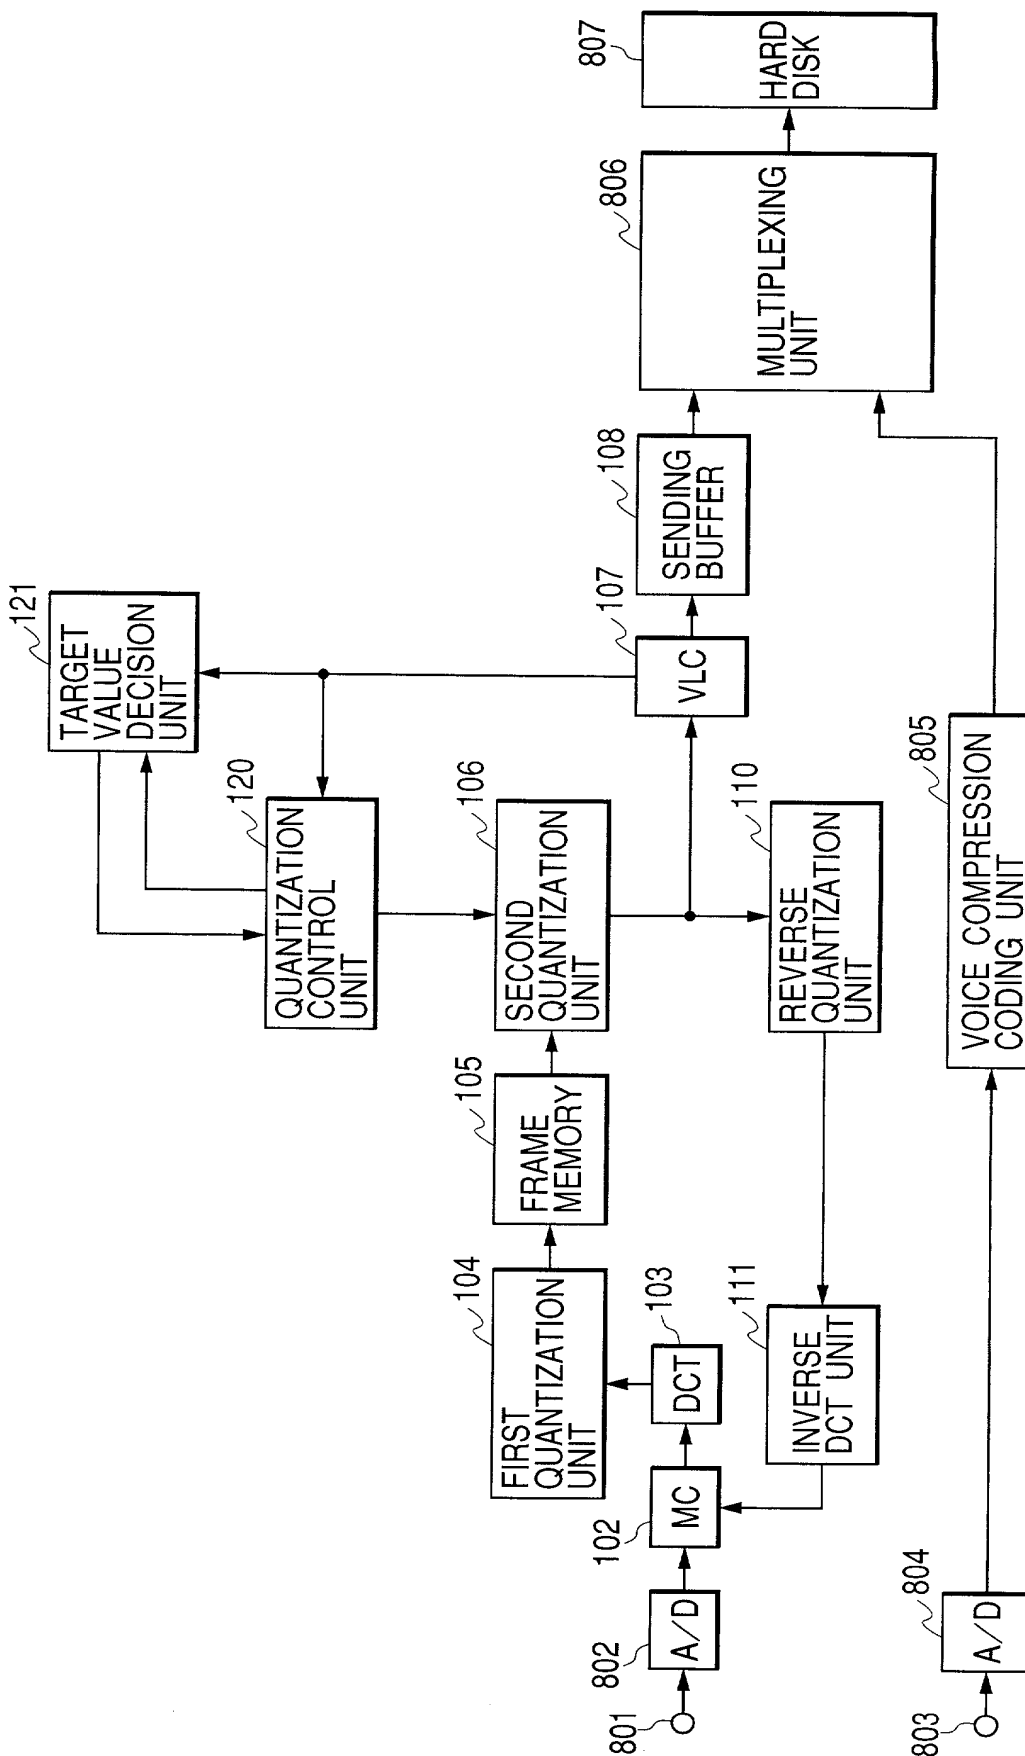 121
TARGET
VALUE
DECISION
UNIT
120
QUANTIZATION
CONTROL
UNIT
104
FIRST
QUANTIZATION
UNIT
105
FRAME
MEMORY
106
SECOND
QUANTIZATION
UNIT
801
802
A/D
102
MC
103
DCT
107
VLC
108
SENDING
BUFFER
806
MULTIPLEXING
UNIT
807
HARD
DISK
111
INVERSE
DCT UNIT
110
REVERSE
QUANTIZATION
UNIT
803
804
A/D
805
VOICE COMPRESSION
CODING UNIT